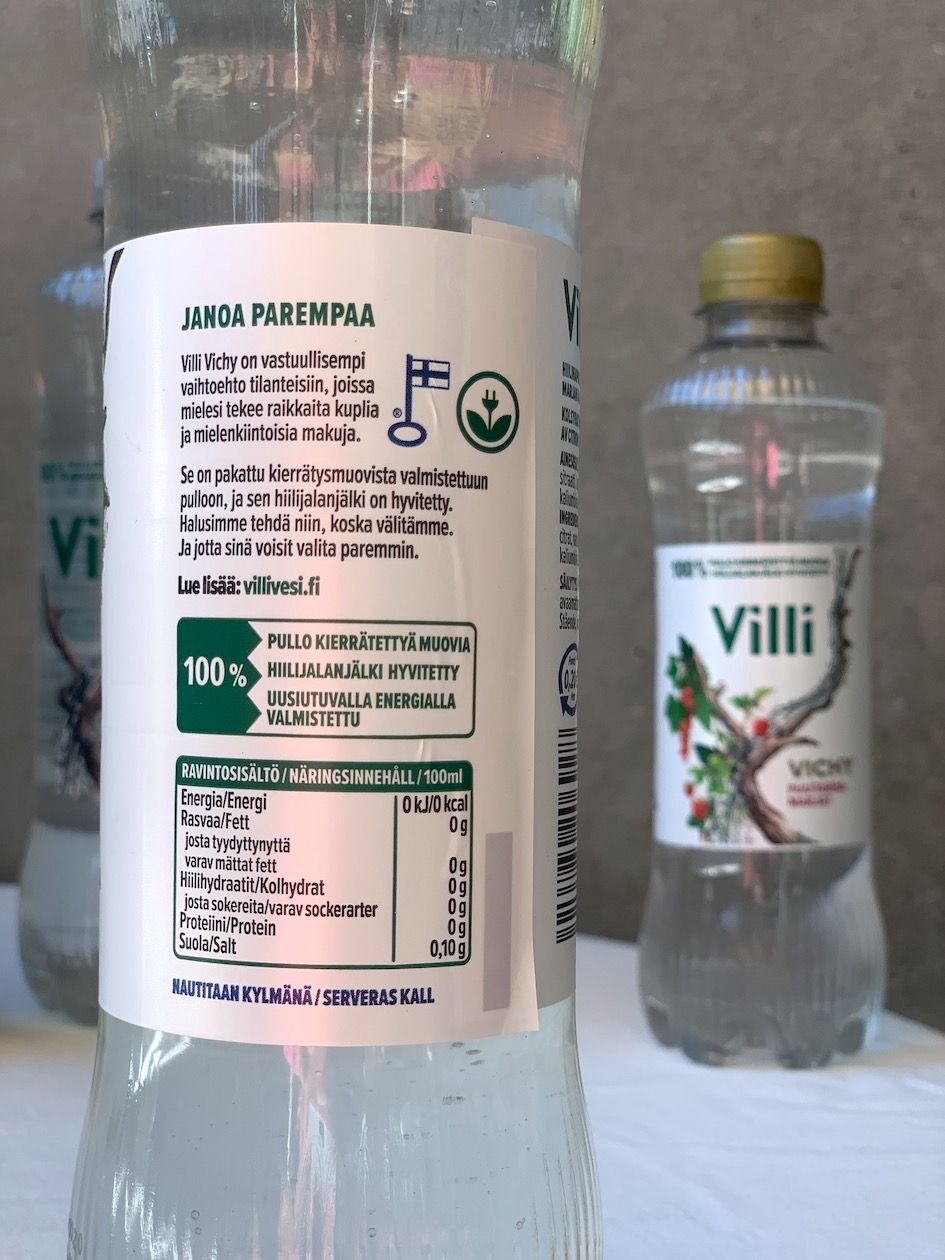 JANOA PAREMPAA
Villi Vichy on vastuullisempi
vaihtoehto tilanteisiin, joissa
mielesi tekee raikkaita kuplia
ja mielenkiintoisia makuja.
®
Se on pakattu kierrätysmuovista valmistettuun
pulloon, ja sen hiilijalanjälki on hyvitetty.
Halusimme tehdä niin, koska välitämme.
Ja jotta sinä voisit valita paremmin.
Lue lisää: villivesi.fi
100 %
PULLO KIERRÄTETTYÄ MUOVIA
HIILIJALANJÄLKI HYVITETTY
UUSIUTUVALLA ENERGIALLA
VALMISTETTU
RAVINTOSISÄLTÖ / NÄRINGSINNEHÅLL / 100ml
Energia/Energi 0 kJ/0 kcal
Rasvaa/Fett 0 g
josta tyydyttynyttä
varav mättat fett 0 g
Hiilihydraatit/Kolhydrat 0 g
josta sokereita/varav sockerarter 0 g
Proteiini/Protein 0 g
Suola/Salt 0,10 g
NAUTITAAN KYLMÄNÄ / SERVERAS KALL
100%
Villi
VICHY